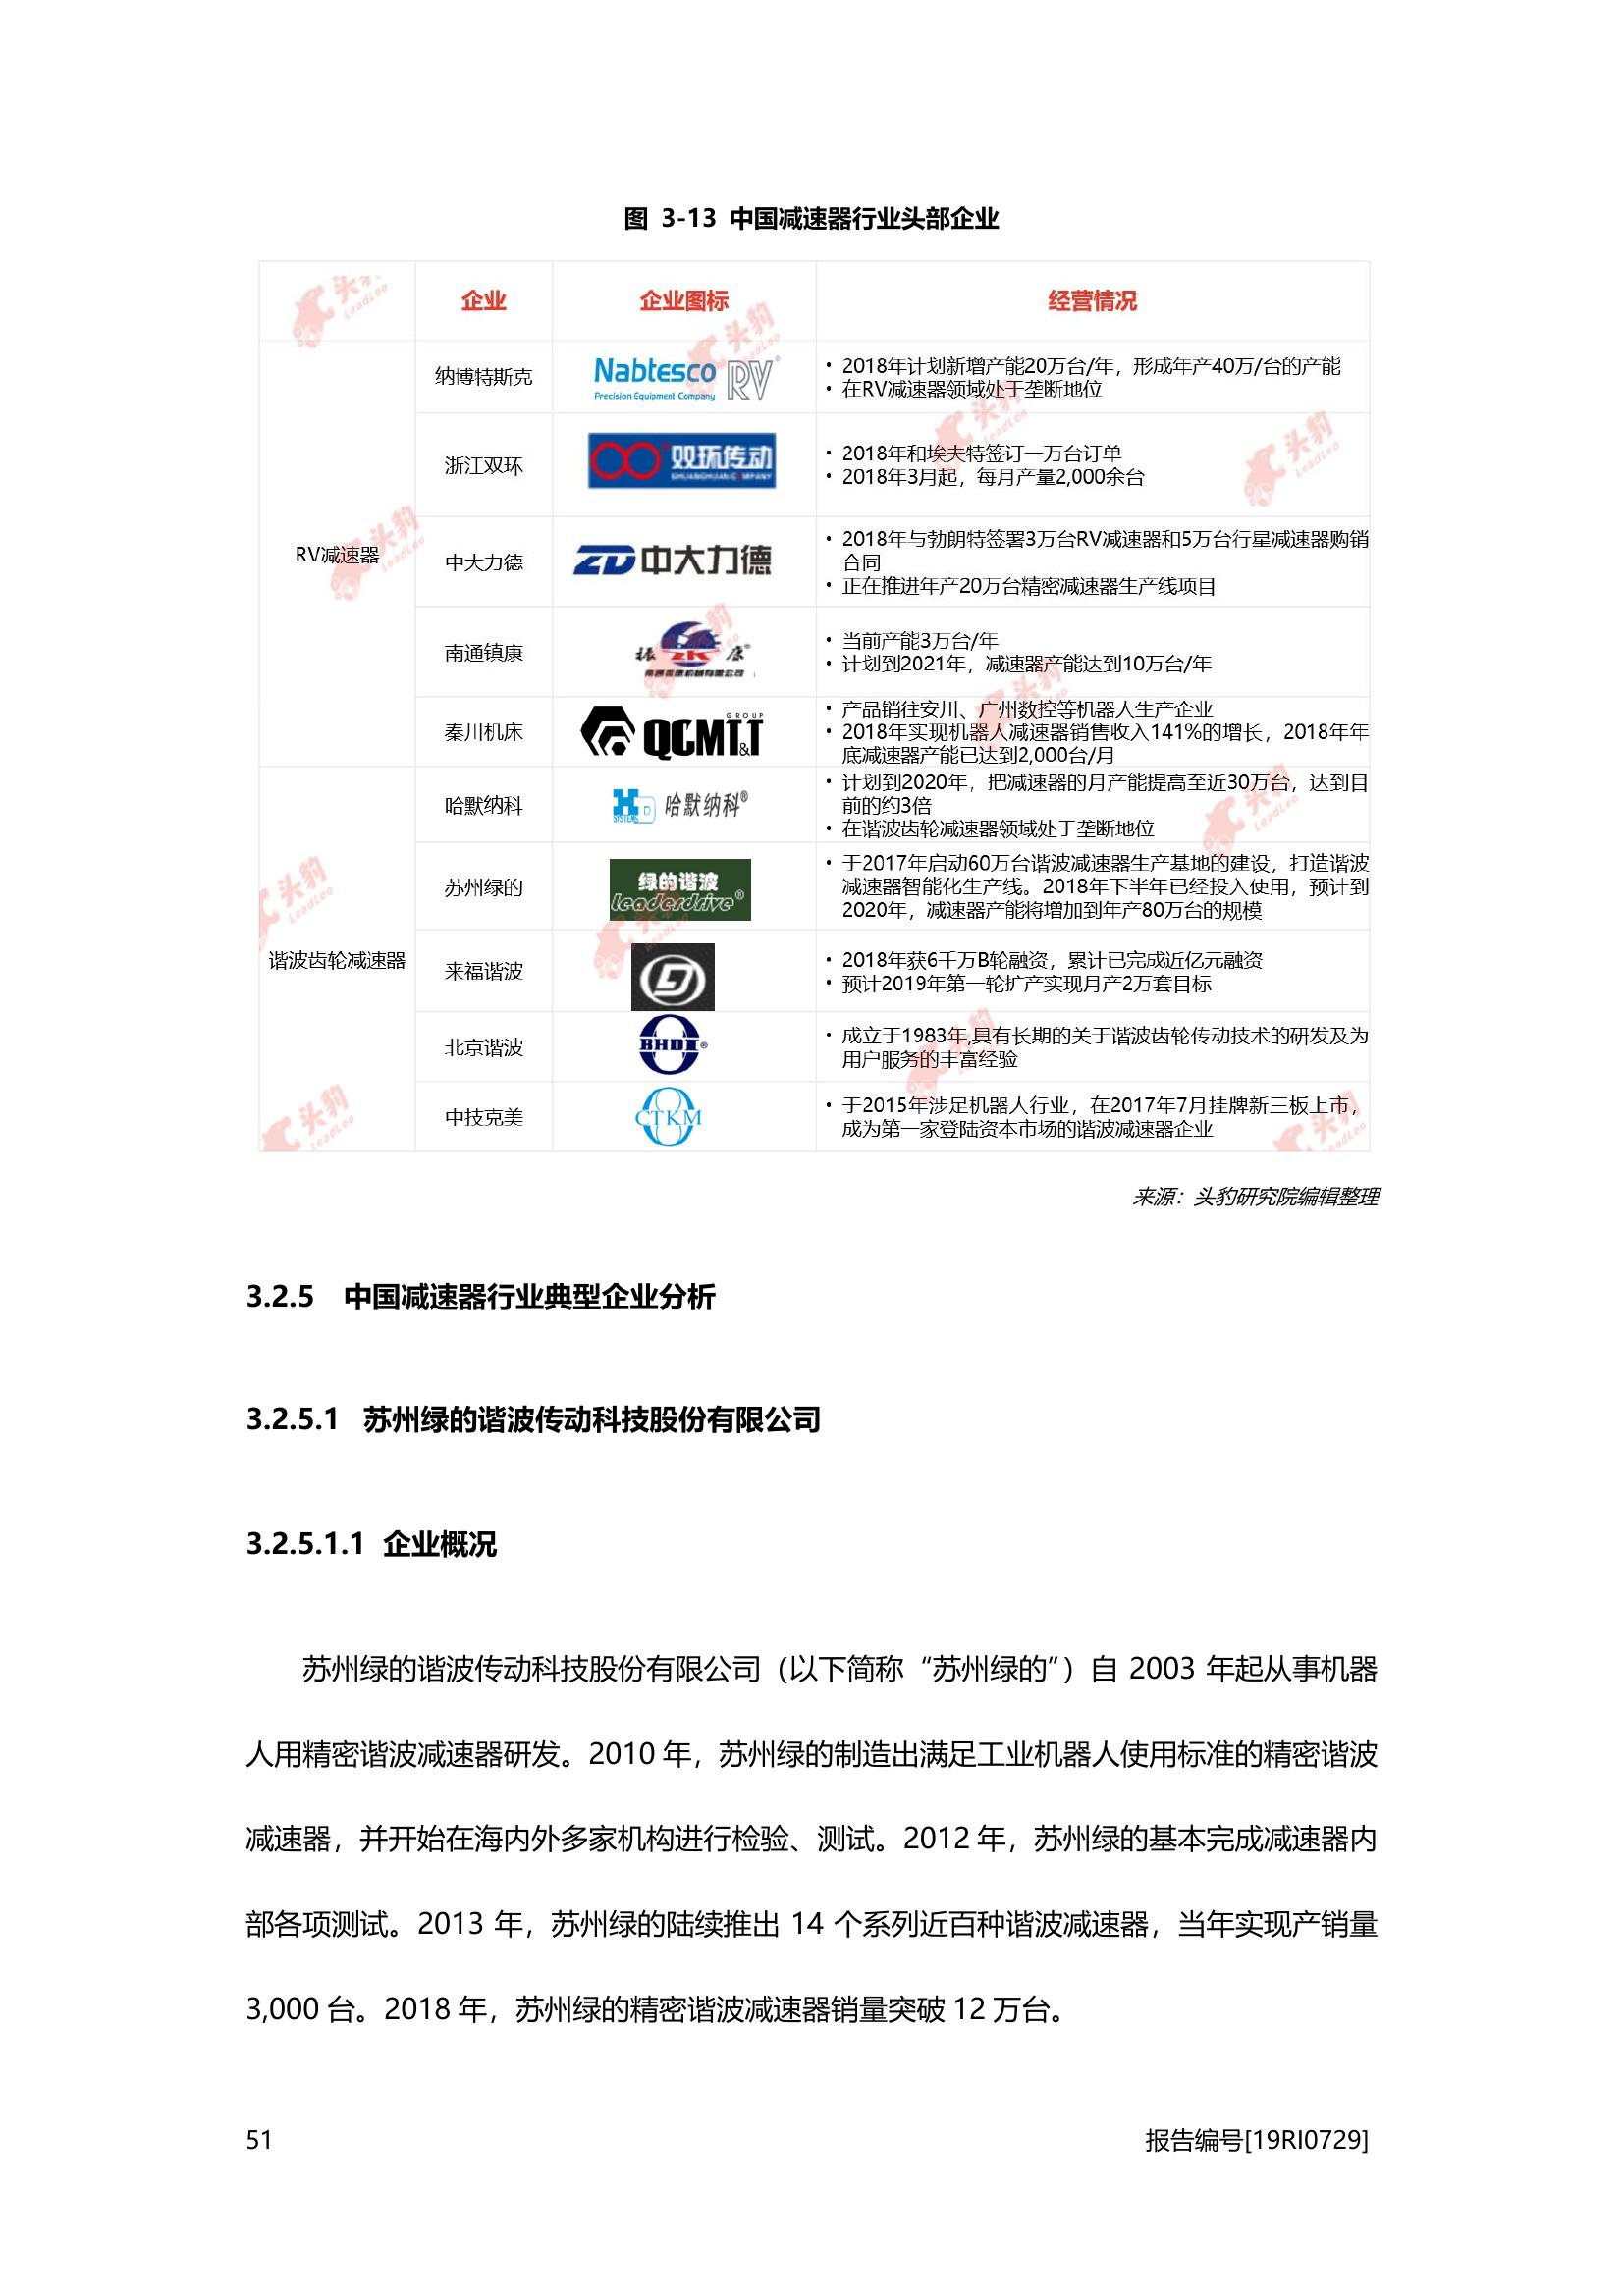 图 3-13 中国减速器行业头部企业
企业 企业图标 经营情况
RV减速器
纳博特斯克
Nabtesco RV®
Precision Equipment Company
• 2018年计划新增产能20万台/年，形成年产40万/台的产能
• 在RV减速器领域处于垄断地位
浙江双环
双环传动
SHUANGHUAN COMPANY
• 2018年和埃夫特签订一万台订单
• 2018年3月起，每月产量2,000余台
中大力德
ZD中大力德
• 2018年与勃朗特签署3万台RV减速器和5万台行星减速器购销
合同
• 正在推进年产20万台精密减速器生产线项目
南通镇康
振 ZK 康®
• 当前产能3万台/年
• 计划到2021年，减速器产能达到10万台/年
秦川机床
GROUP
QCMT&T
• 产品销往安川、广州数控等机器人生产企业
• 2018年实现机器人减速器销售收入141%的增长，2018年年
底减速器产能已达到2,000台/月
谐波齿轮减速器
哈默纳科
HD SYSTEMS 哈默纳科®
• 计划到2020年，把减速器的月产能提高至近30万台，达到目
前的约3倍
• 在谐波齿轮减速器领域处于垄断地位
苏州绿的
绿的谐波
leaderdrive®
• 于2017年启动60万台谐波减速器生产基地的建设，打造谐波
减速器智能化生产线。2018年下半年已经投入使用，预计到
2020年，减速器产能将增加到年产80万台的规模
来福谐波
• 2018年获6千万B轮融资，累计已完成近亿元融资
• 预计2019年第一轮扩产实现月产2万套目标
北京谐波
BHDI®
• 成立于1983年,具有长期的关于谐波齿轮传动技术的研发及为
用户服务的丰富经验
中技克美
CTKM
• 于2015年涉足机器人行业，在2017年7月挂牌新三板上市，
成为第一家登陆资本市场的谐波减速器企业
来源：头豹研究院编辑整理
3.2.5 中国减速器行业典型企业分析
3.2.5.1 苏州绿的谐波传动科技股份有限公司
3.2.5.1.1 企业概况
苏州绿的谐波传动科技股份有限公司（以下简称“苏州绿的”）自 2003 年起从事机器
人用精密谐波减速器研发。2010 年，苏州绿的制造出满足工业机器人使用标准的精密谐波
减速器，并开始在海内外多家机构进行检验、测试。2012 年，苏州绿的基本完成减速器内
部各项测试。2013 年，苏州绿的陆续推出 14 个系列近百种谐波减速器，当年实现产销量
3,000 台。2018 年，苏州绿的精密谐波减速器销量突破 12 万台。
51 报告编号[19RI0729]